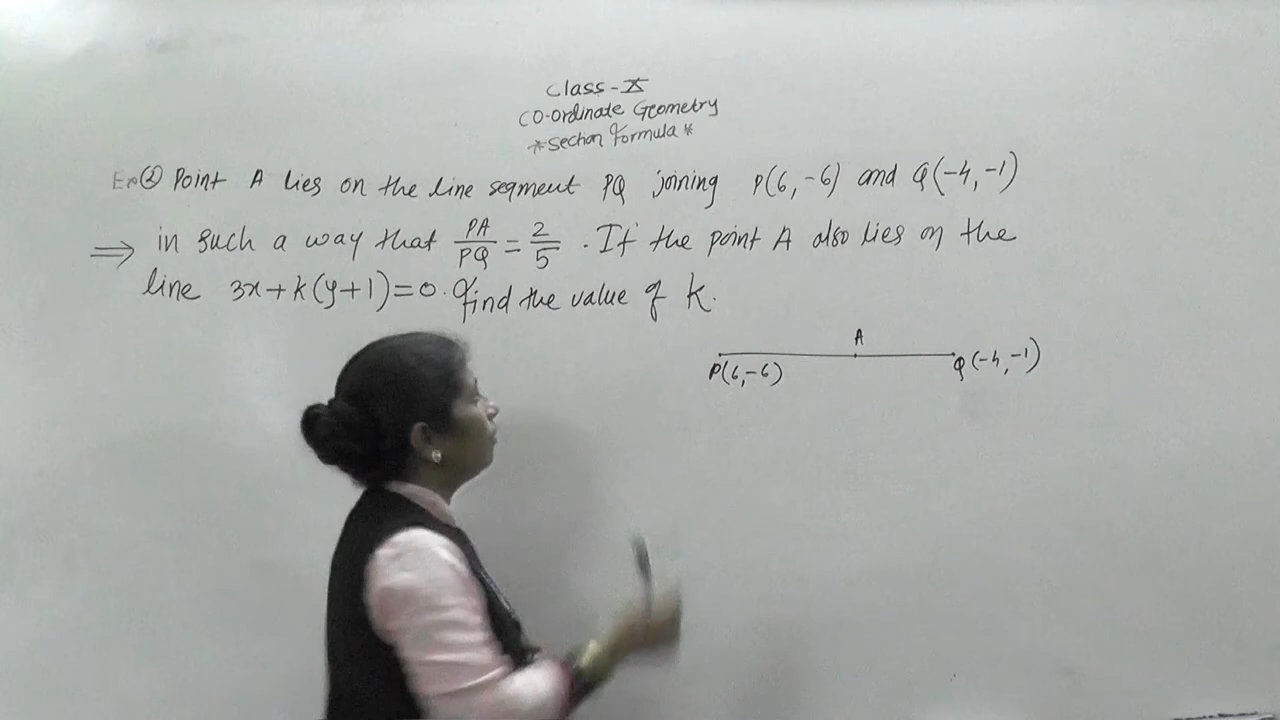 Class-X
CO-ordinate Geometry
*Section Formula*
Ex② Point A lies on the line segment PQ joining P(6,-6) and Q(-4,-1)
⇒ in such a way that PA/PQ = 2/5 . If the point A also lies on the
line 3x+k(y+1)=0. find the value of k.
A
P(6,-6) Q(-4,-1)